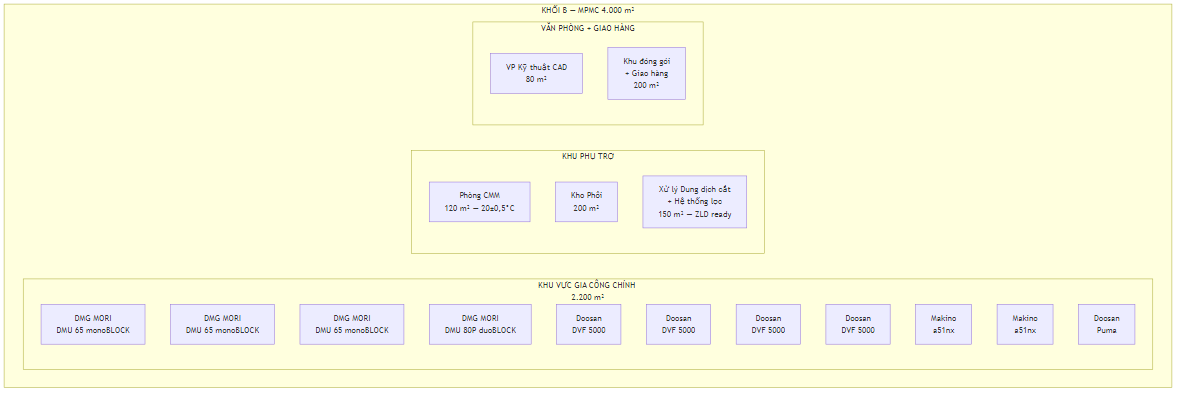 KHỐI B — MPMC 4.000 m²
VĂN PHÒNG + GIAO HÀNG
VP Kỹ thuật CAD
80 m²
Khu đóng gói
+ Giao hàng
200 m²
KHU PHỤ TRỢ
Phòng CMM
120 m² — 20±0,5°C
Kho Phôi
200 m²
Xử lý Dung dịch cắt
+ Hệ thống lọc
150 m² — ZLD ready
KHU VỰC GIA CÔNG CHÍNH
2.200 m²
DMG MORI
DMU 65 monoBLOCK
DMG MORI
DMU 65 monoBLOCK
DMG MORI
DMU 65 monoBLOCK
DMG MORI
DMU 80P duoBLOCK
Doosan
DVF 5000
Doosan
DVF 5000
Doosan
DVF 5000
Doosan
DVF 5000
Makino
a51nx
Makino
a51nx
Doosan
Puma